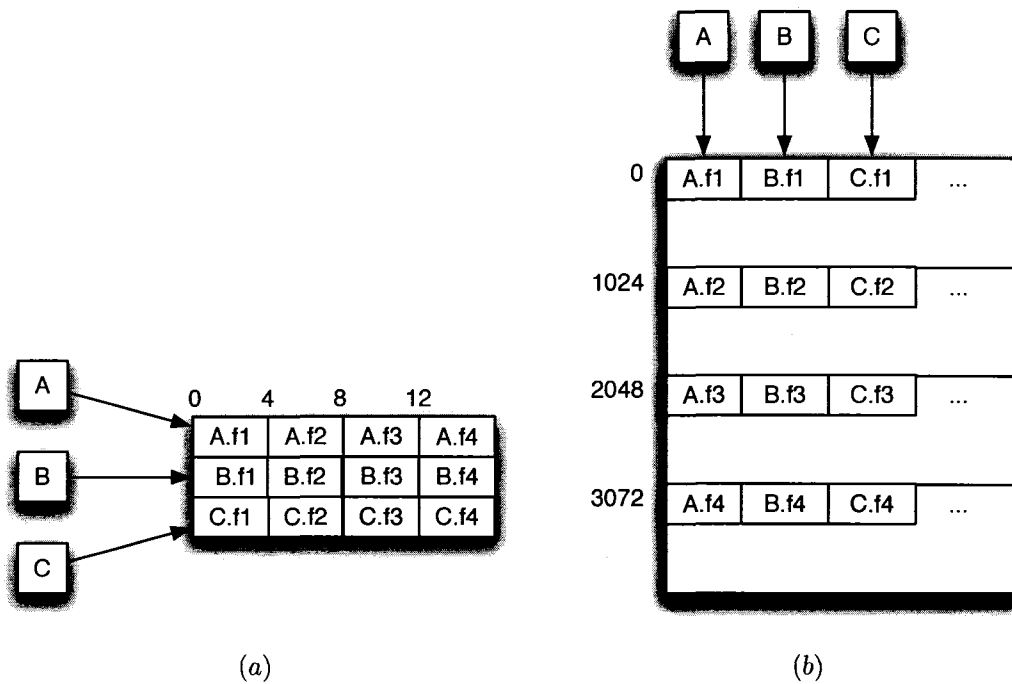 A B C
0 A.f1 B.f1 C.f1 ...
1024 A.f2 B.f2 C.f2 ...
2048 A.f3 B.f3 C.f3 ...
3072 A.f4 B.f4 C.f4 ...
A
B
C
0 4 8 12
A.f1 A.f2 A.f3 A.f4
B.f1 B.f2 B.f3 B.f4
C.f1 C.f2 C.f3 C.f4
(a) (b)